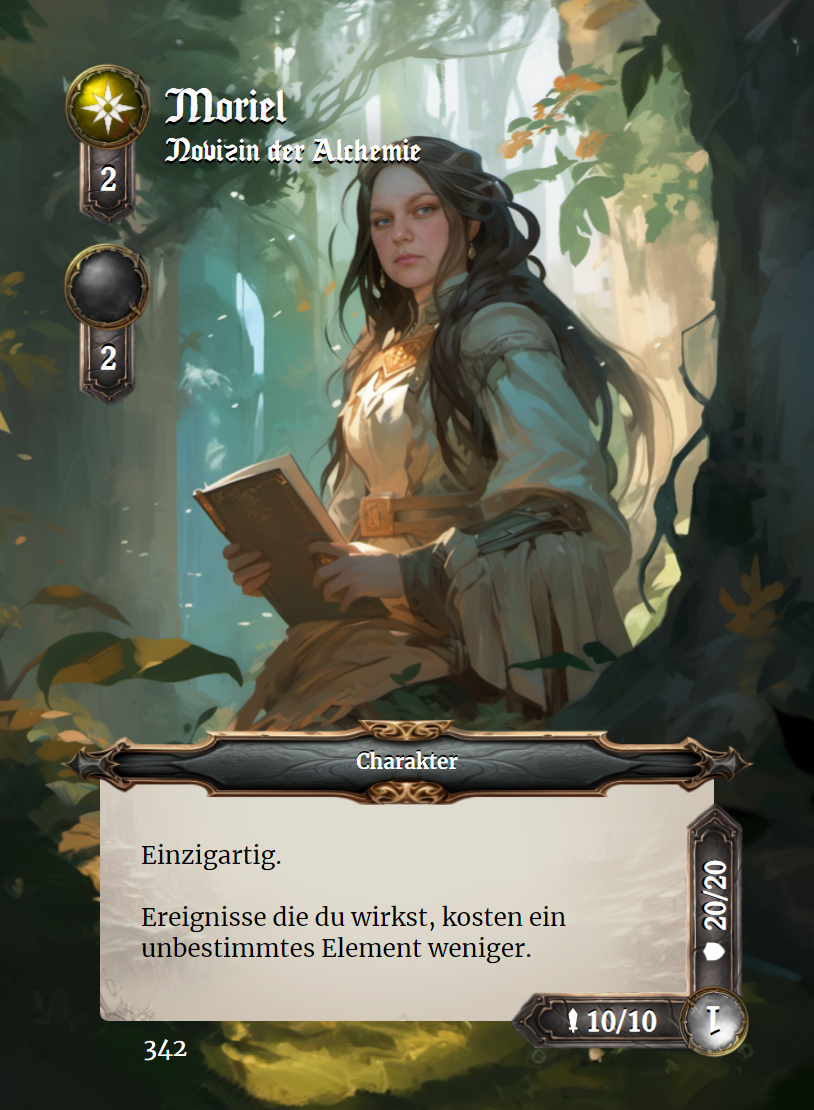 Moriel
Novizin der Alchemie
2
2
Charakter
Einzigartig.
Ereignisse die du wirkst, kosten ein
unbestimmtes Element weniger.
20/20
10/10
1
342